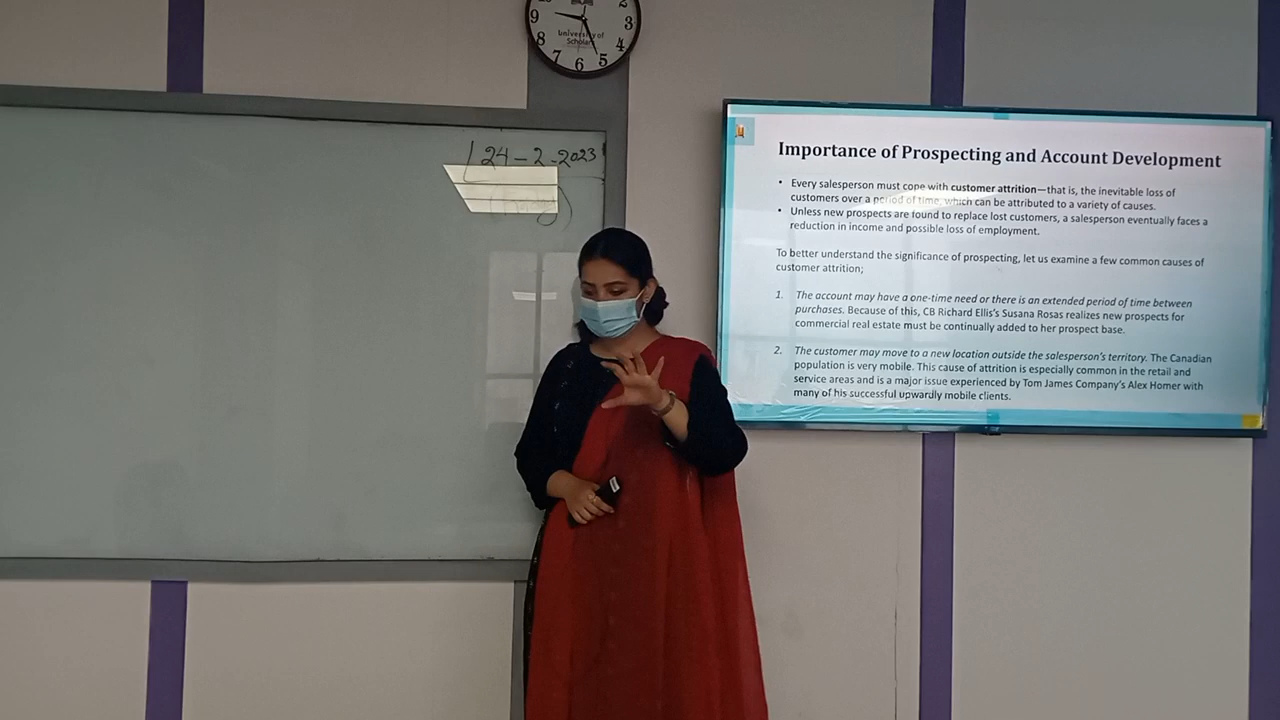 9
2
3
8
4
7
6
5
University of
Scholars
24-2-2023
Importance of Prospecting and Account Development
• Every salesperson must cope with customer attrition—that is, the inevitable loss of
customers over a period of time, which can be attributed to a variety of causes.
• Unless new prospects are found to replace lost customers, a salesperson eventually faces a
reduction in income and possible loss of employment.
To better understand the significance of prospecting, let us examine a few common causes of
customer attrition;
1. The account may have a one-time need or there is an extended period of time between
purchases. Because of this, CB Richard Ellis's Susana Rosas realizes new prospects for
commercial real estate must be continually added to her prospect base.
2. The customer may move to a new location outside the salesperson's territory. The Canadian
population is very mobile. This cause of attrition is especially common in the retail and
service areas and is a major issue experienced by Tom James Company's Alex Homer with
many of his successful upwardly mobile clients.